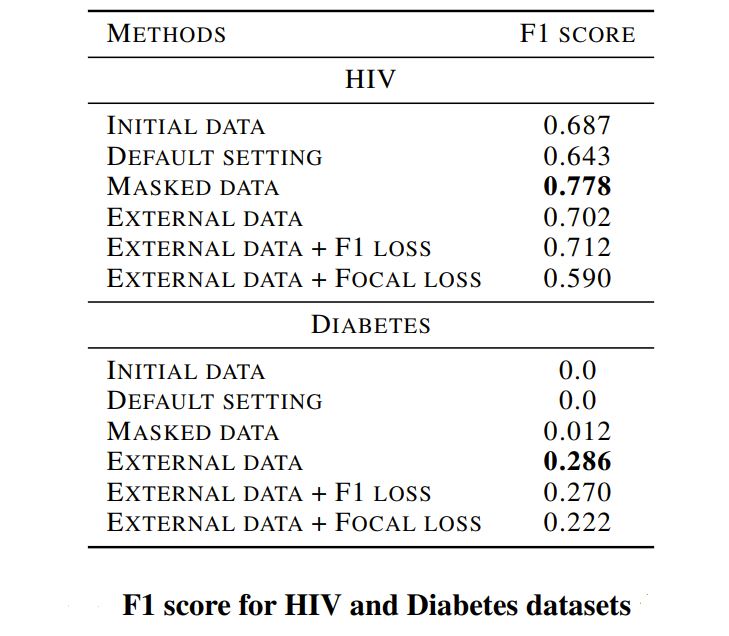 METHODS F1 SCORE
HIV
INITIAL DATA 0.687
DEFAULT SETTING 0.643
MASKED DATA 0.778
EXTERNAL DATA 0.702
EXTERNAL DATA + F1 LOSS 0.712
EXTERNAL DATA + FOCAL LOSS 0.590
DIABETES
INITIAL DATA 0.0
DEFAULT SETTING 0.0
MASKED DATA 0.012
EXTERNAL DATA 0.286
EXTERNAL DATA + F1 LOSS 0.270
EXTERNAL DATA + FOCAL LOSS 0.222
F1 score for HIV and Diabetes datasets